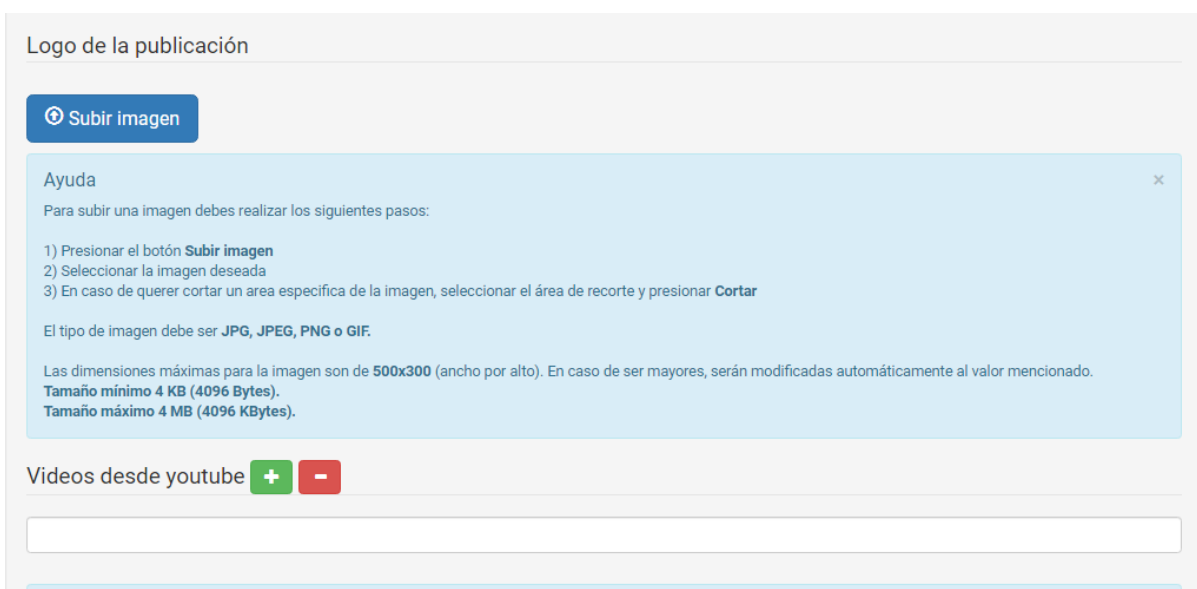 Logo de la publicación
Subir imagen
Ayuda
×
Para subir una imagen debes realizar los siguientes pasos:
1) Presionar el botón Subir imagen
2) Seleccionar la imagen deseada
3) En caso de querer cortar un area especifica de la imagen, seleccionar el área de recorte y presionar Cortar
El tipo de imagen debe ser JPG, JPEG, PNG o GIF.
Las dimensiones máximas para la imagen son de 500x300 (ancho por alto). En caso de ser mayores, serán modificadas automáticamente al valor mencionado.
Tamaño mínimo 4 KB (4096 Bytes).
Tamaño máximo 4 MB (4096 KBytes).
Videos desde youtube + -